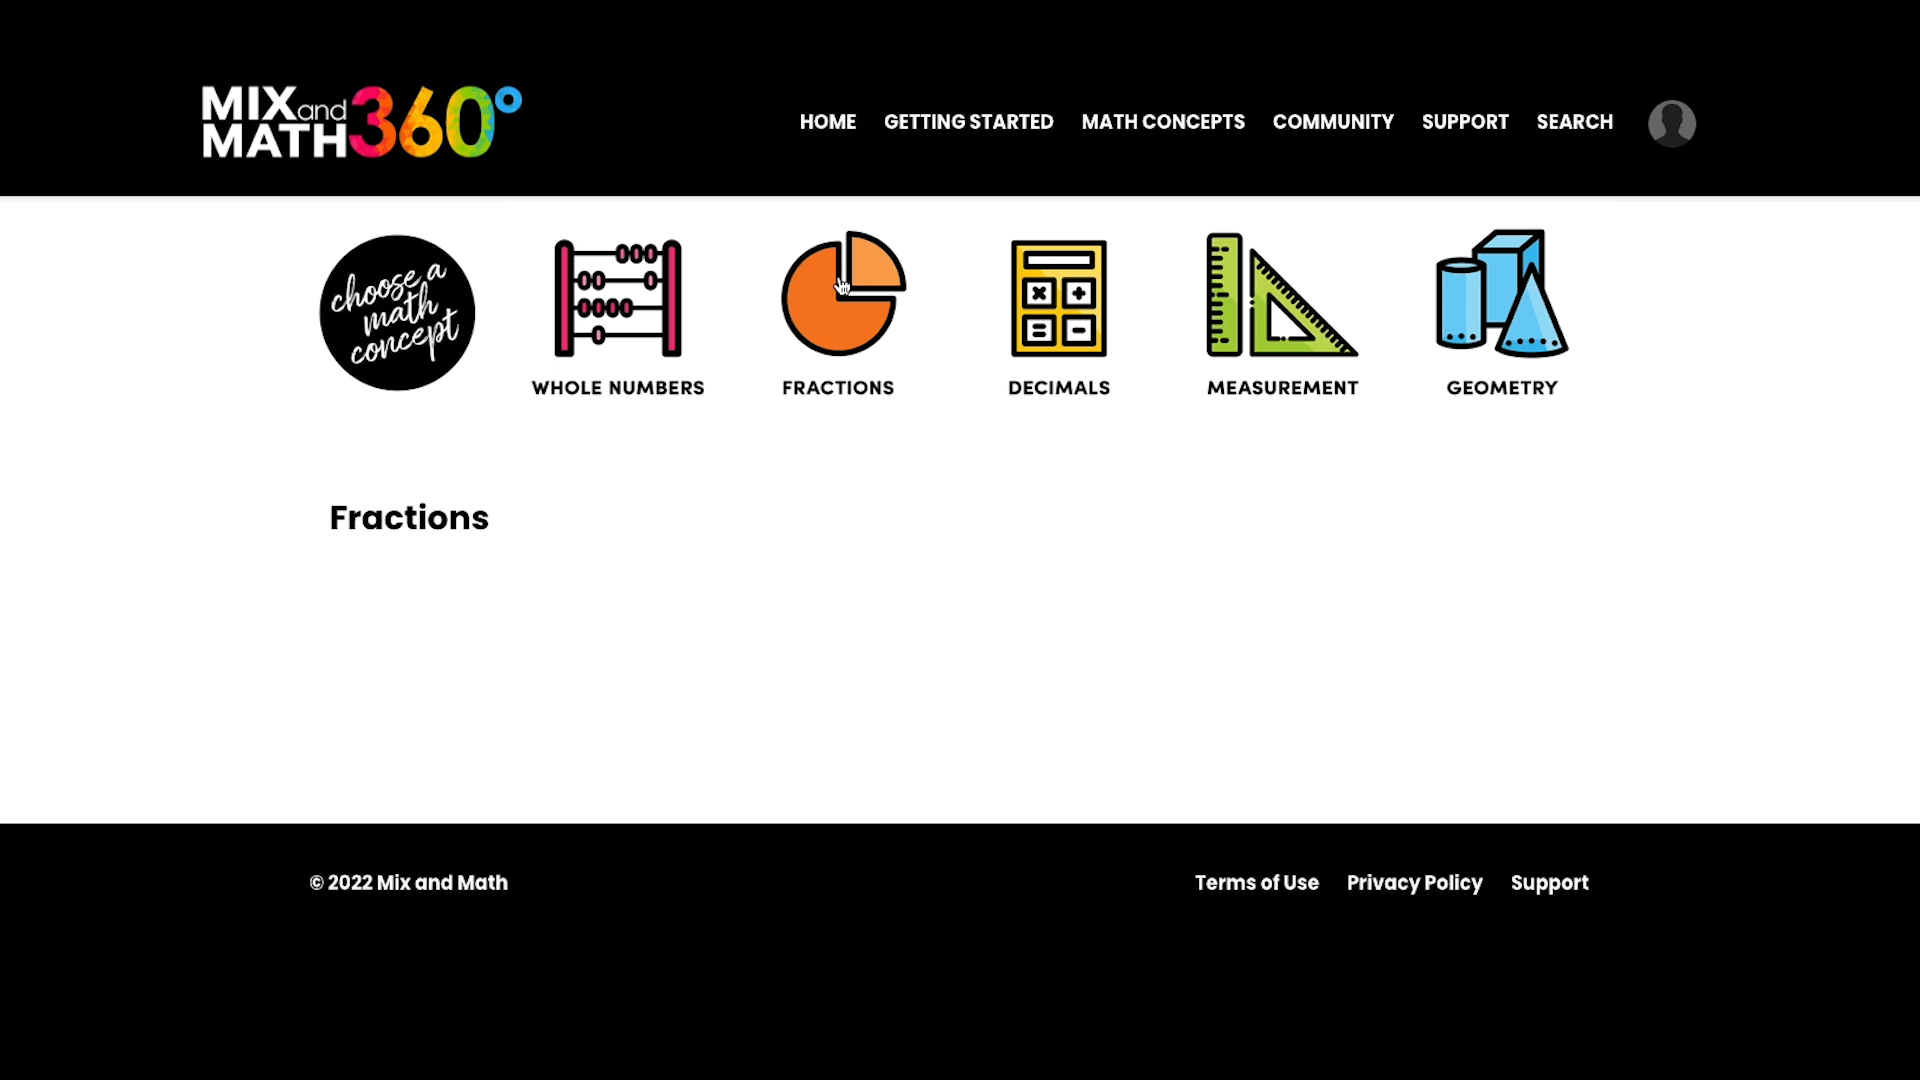 MIX and
MATH 360°
HOME GETTING STARTED MATH CONCEPTS COMMUNITY SUPPORT SEARCH
choose a
math
concept
WHOLE NUMBERS FRACTIONS DECIMALS MEASUREMENT GEOMETRY
Fractions
© 2022 Mix and Math Terms of Use Privacy Policy Support